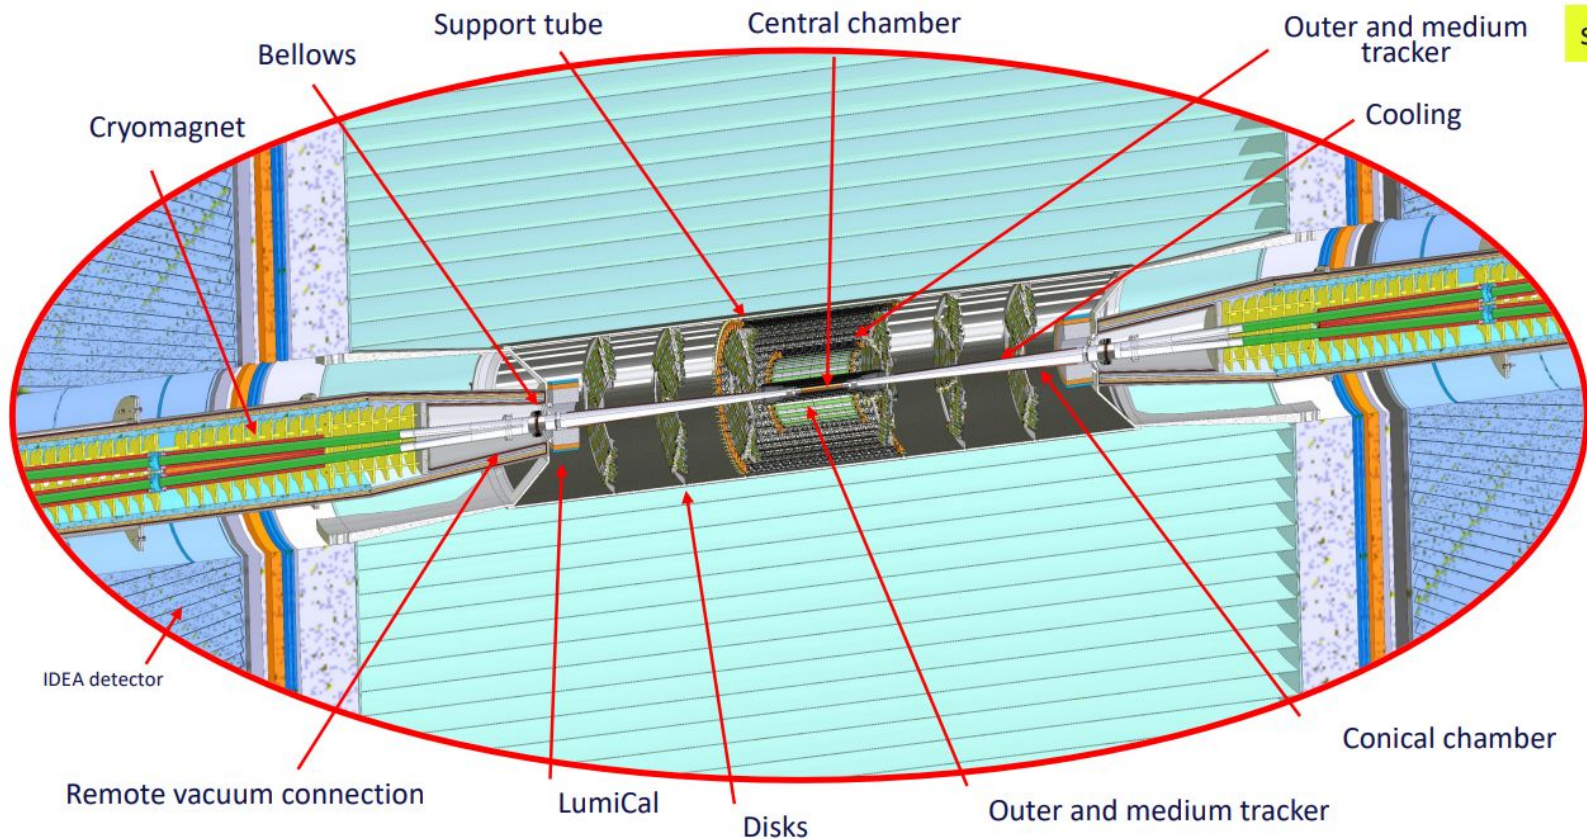 Support tube
Central chamber
Outer and medium
tracker
Bellows
Cryomagnet
Cooling
IDEA detector
Conical chamber
Remote vacuum connection
LumiCal
Disks
Outer and medium tracker